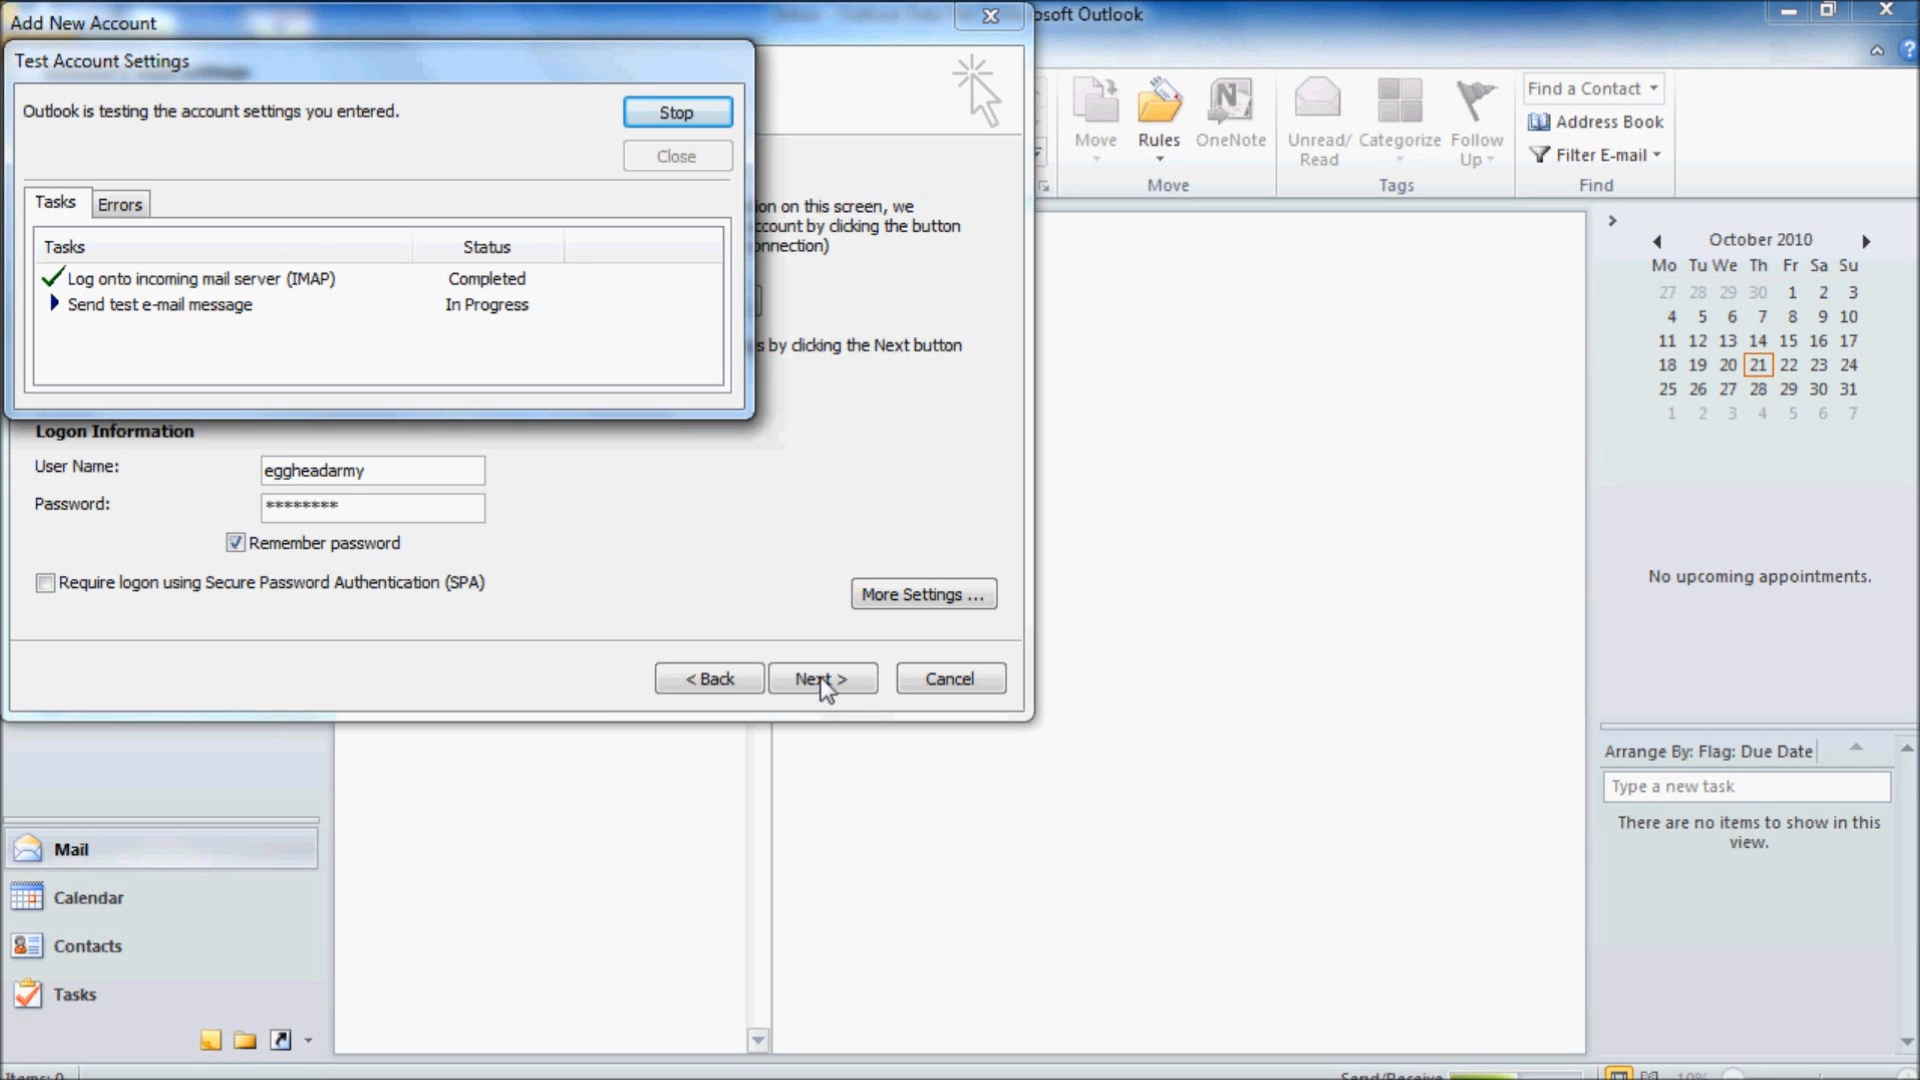 Add New Account
osoft Outlook
Test Account Settings
Outlook is testing the account settings you entered.
Stop
Close
Tasks
Errors
Tasks
Status
Log onto incoming mail server (IMAP)
Completed
Send test e-mail message
In Progress
ion on this screen, we
ccount by clicking the button
onnection)
s by clicking the Next button
Logon Information
User Name:
eggheadarmy
Password:
********
Remember password
Require logon using Secure Password Authentication (SPA)
More Settings ...
< Back
Next >
Cancel
Move
Rules
OneNote
Unread/
Read
Categorize
Follow
Up
Find a Contact
Address Book
Filter E-mail
Move
Tags
Find
October 2010
Mo Tu We Th Fr Sa Su
27 28 29 30 1 2 3
4 5 6 7 8 9 10
11 12 13 14 15 16 17
18 19 20 21 22 23 24
25 26 27 28 29 30 31
1 2 3 4 5 6 7
No upcoming appointments.
Arrange By: Flag: Due Date
Type a new task
There are no items to show in this
view.
Mail
Calendar
Contacts
Tasks
Items: 0
Send/Receive
10%